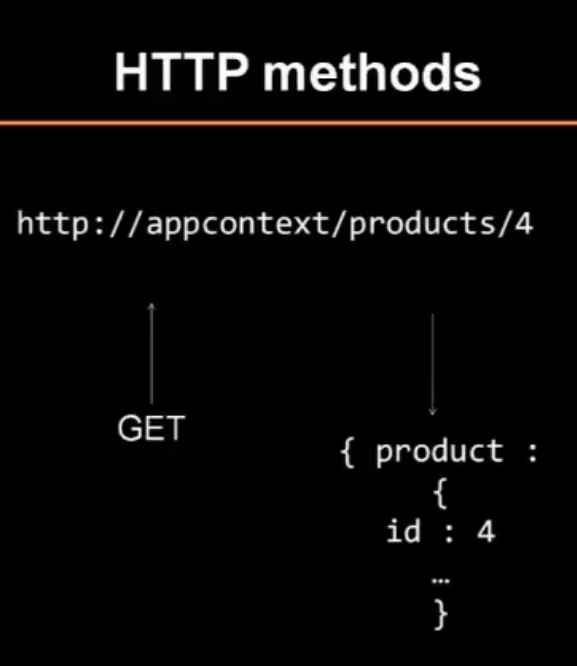 HTTP methods
http://appcontext/products/4
GET
{ product :
{
id : 4
…
}